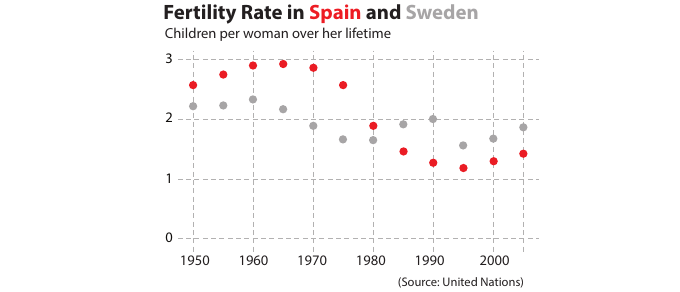 Fertility Rate in Spain and Sweden
Children per woman over her lifetime
3
2
1
0
1950 1960 1970 1980 1990 2000
(Source: United Nations)